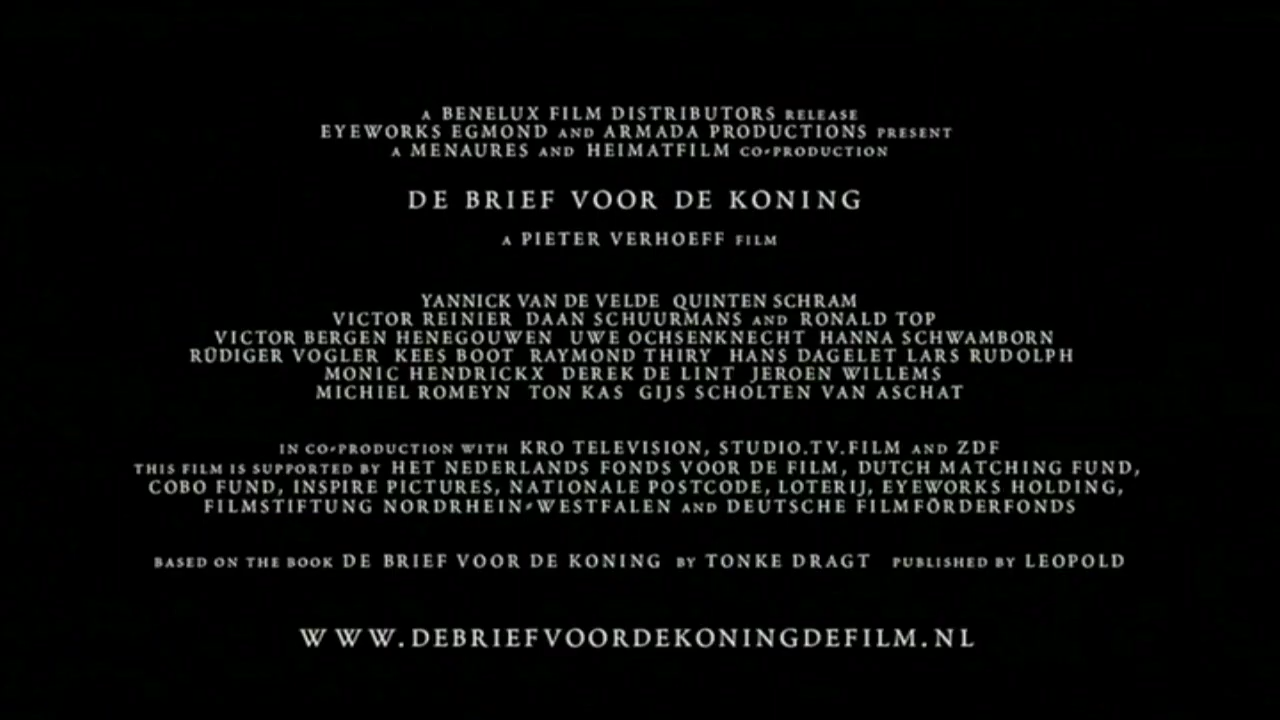 A BENELUX FILM DISTRIBUTORS RELEASE
EYEWORKS EGMOND AND ARMADA PRODUCTIONS PRESENT
A MENAURES AND HEIMATFILM CO-PRODUCTION
DE BRIEF VOOR DE KONING
A PIETER VERHOEFF FILM
YANNICK VAN DE VELDE QUINTEN SCHRAM
VICTOR REINIER DAAN SCHUURMANS AND RONALD TOP
VICTOR BERGEN HENEGOUWEN UWE OCHSENKNECHT HANNA SCHWAMBORN
RÜDIGER VOGLER KEES BOOT RAYMOND THIRY HANS DAGELET LARS RUDOLPH
MONIC HENDRICKX DEREK DE LINT JEROEN WILLEMS
MICHIEL ROMEYN TON KAS GIJS SCHOLTEN VAN ASCHAT
IN CO-PRODUCTION WITH KRO TELEVISION, STUDIO.TV.FILM AND ZDF
THIS FILM IS SUPPORTED BY HET NEDERLANDS FONDS VOOR DE FILM, DUTCH MATCHING FUND,
COBO FUND, INSPIRE PICTURES, NATIONALE POSTCODE, LOTERIJ, EYEWORKS HOLDING,
FILMSTIFTUNG NORDRHEIN-WESTFALEN AND DEUTSCHE FILMFÖRDERFONDS
BASED ON THE BOOK DE BRIEF VOOR DE KONING BY TONKE DRAGT PUBLISHED BY LEOPOLD
WWW.DEBRIEFVOORDEKONINGDEFILM.NL